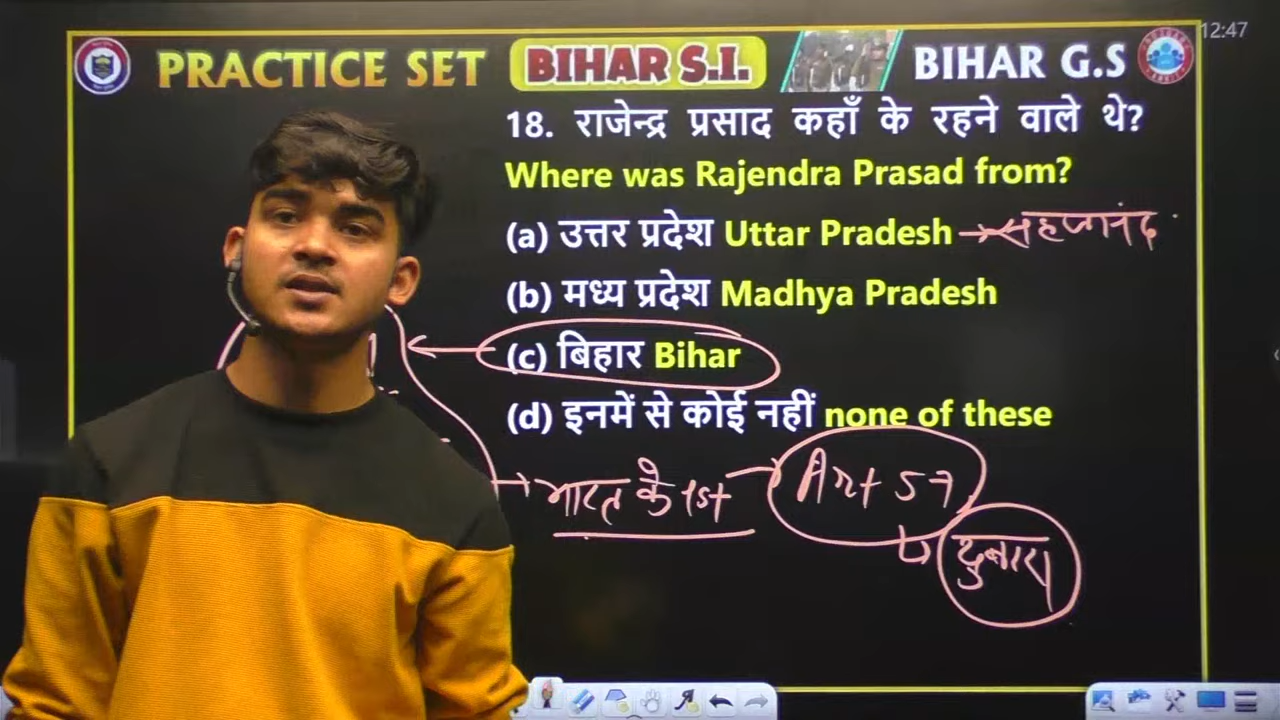 12:47
PRACTICE SET BIHAR S.I. BIHAR G.S
18. राजेन्द्र प्रसाद कहाँ के रहने वाले थे?
Where was Rajendra Prasad from?
(a) उत्तर प्रदेश Uttar Pradesh → सहजानंद
(b) मध्य प्रदेश Madhya Pradesh
(c) बिहार Bihar
(d) इनमें से कोई नहीं none of these
भारत के 1st → Art 57